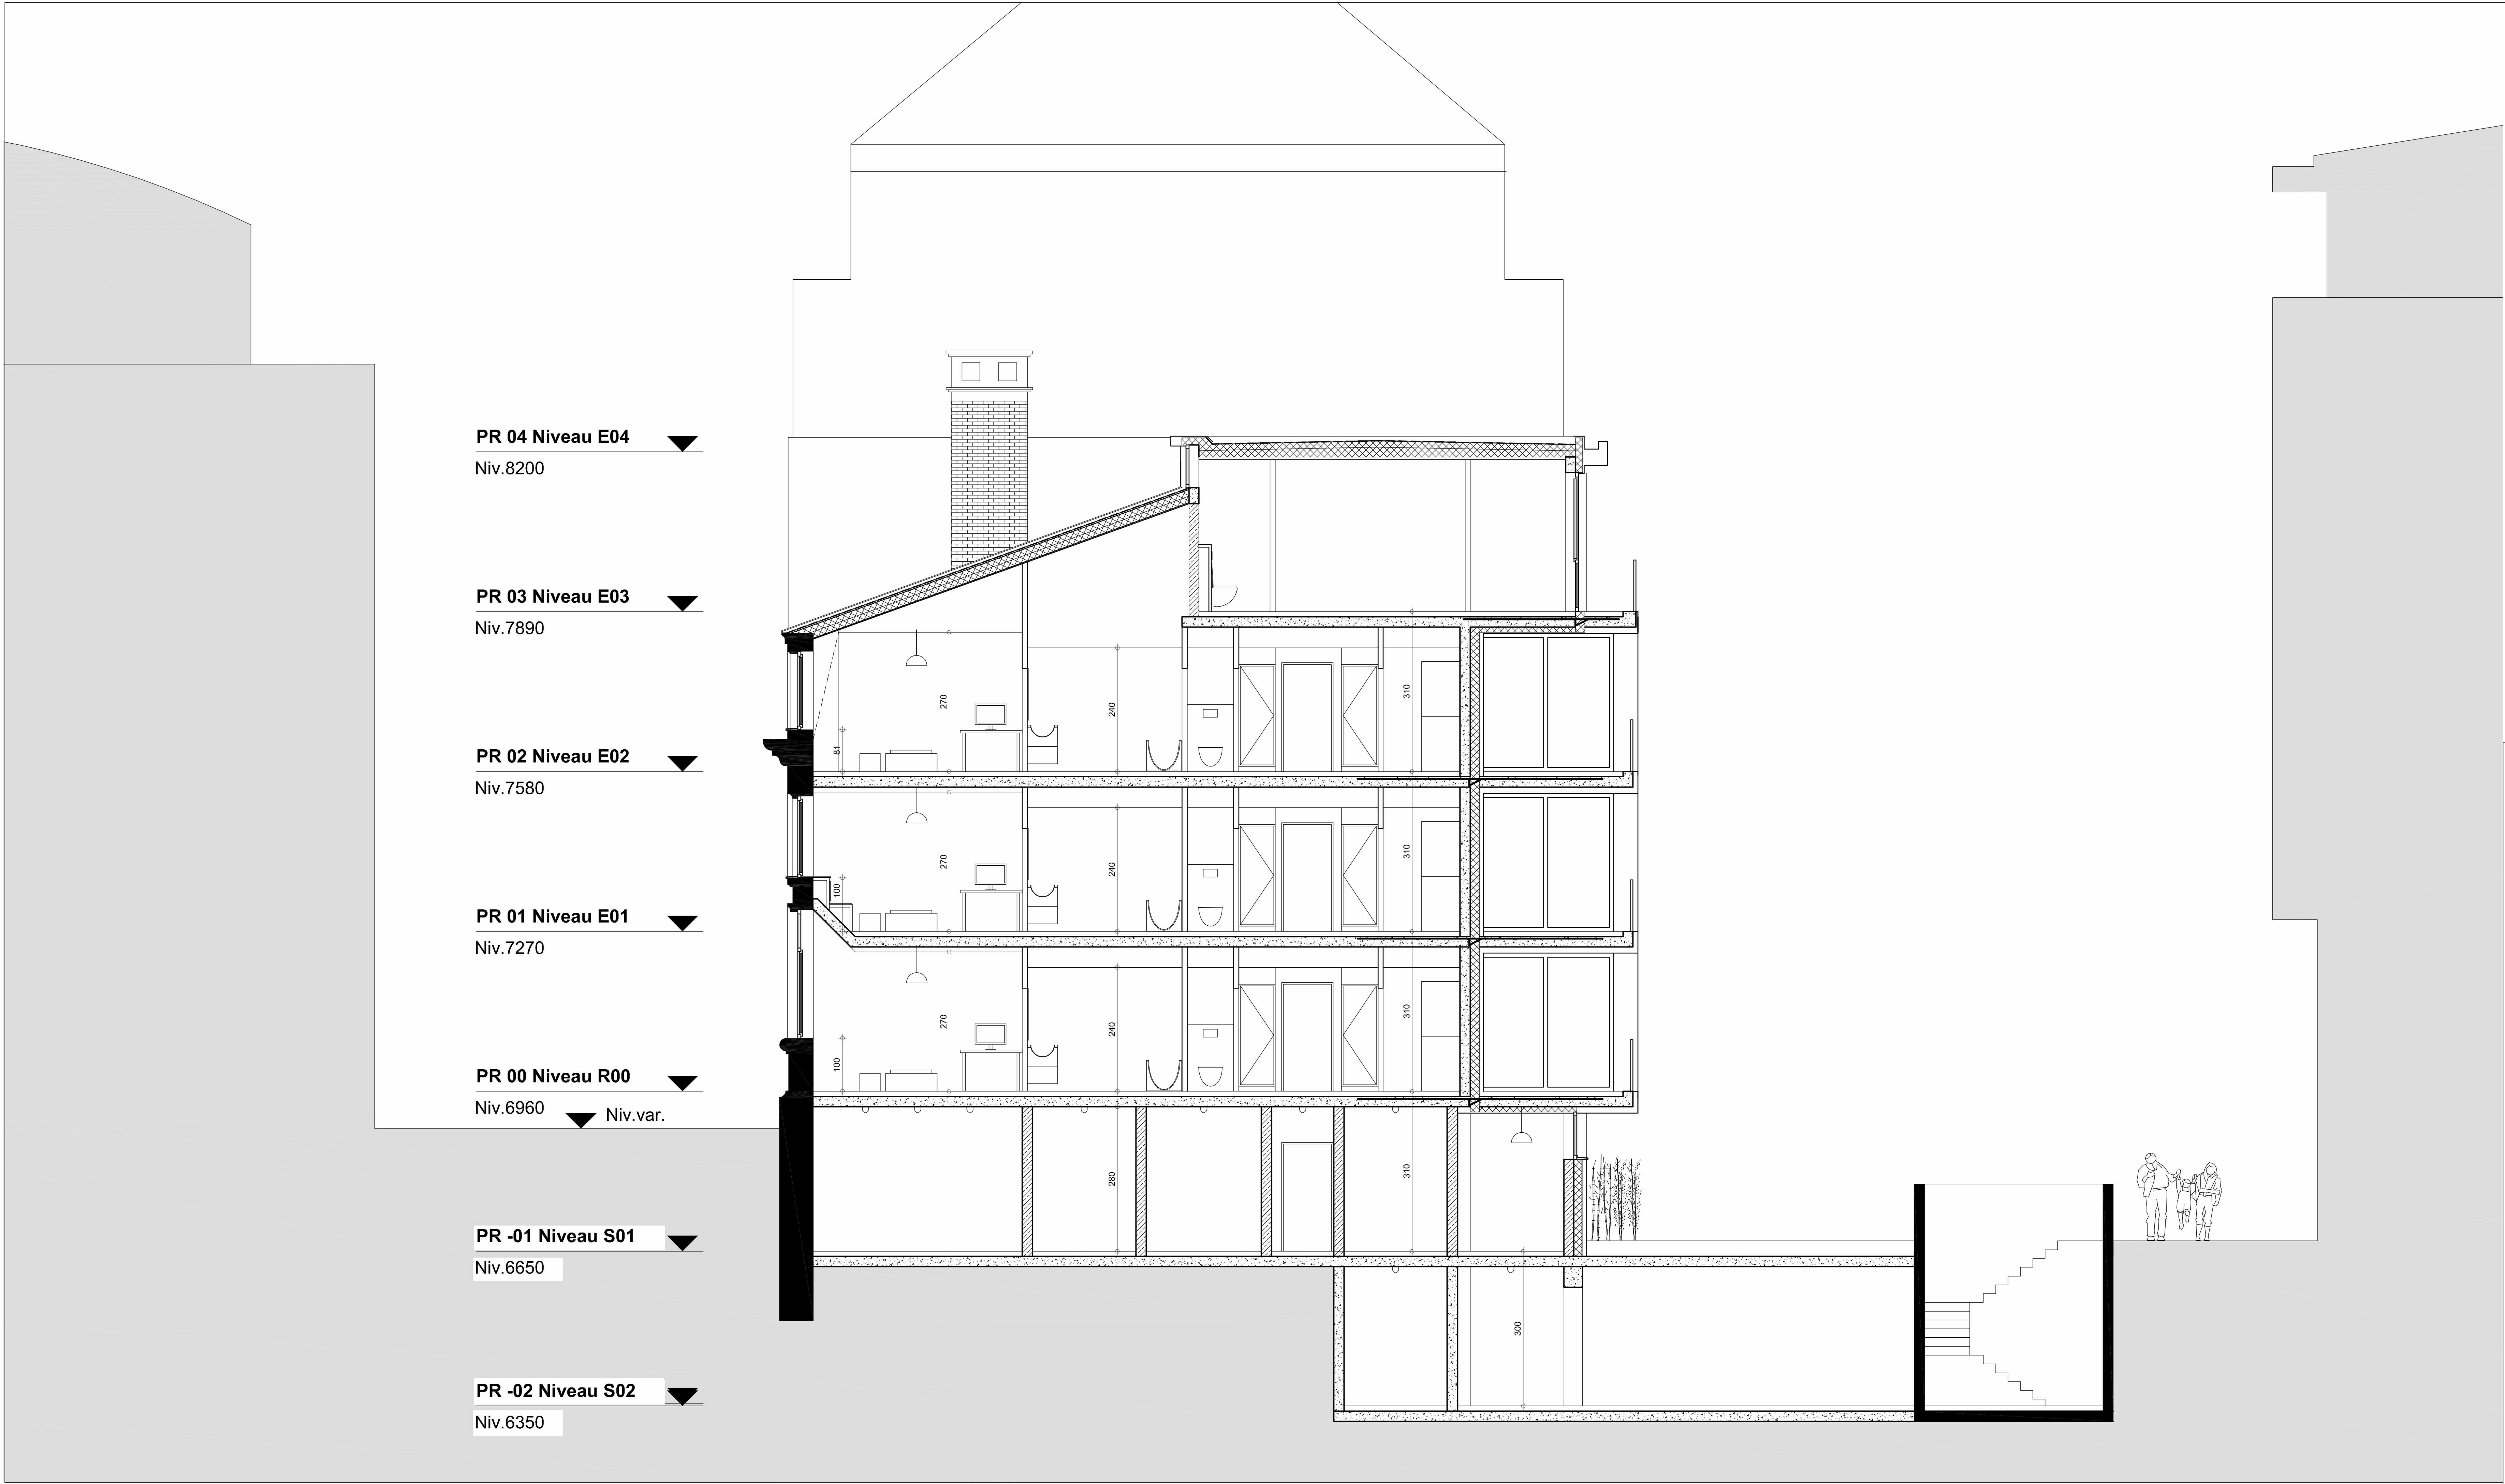 PR 04 Niveau E04
Niv.8200
PR 03 Niveau E03
Niv.7890
270
240
310
81
PR 02 Niveau E02
Niv.7580
270
240
310
100
PR 01 Niveau E01
Niv.7270
270
240
310
100
PR 00 Niveau R00
Niv.6960
Niv.var.
280
310
PR -01 Niveau S01
Niv.6650
300
PR -02 Niveau S02
Niv.6350